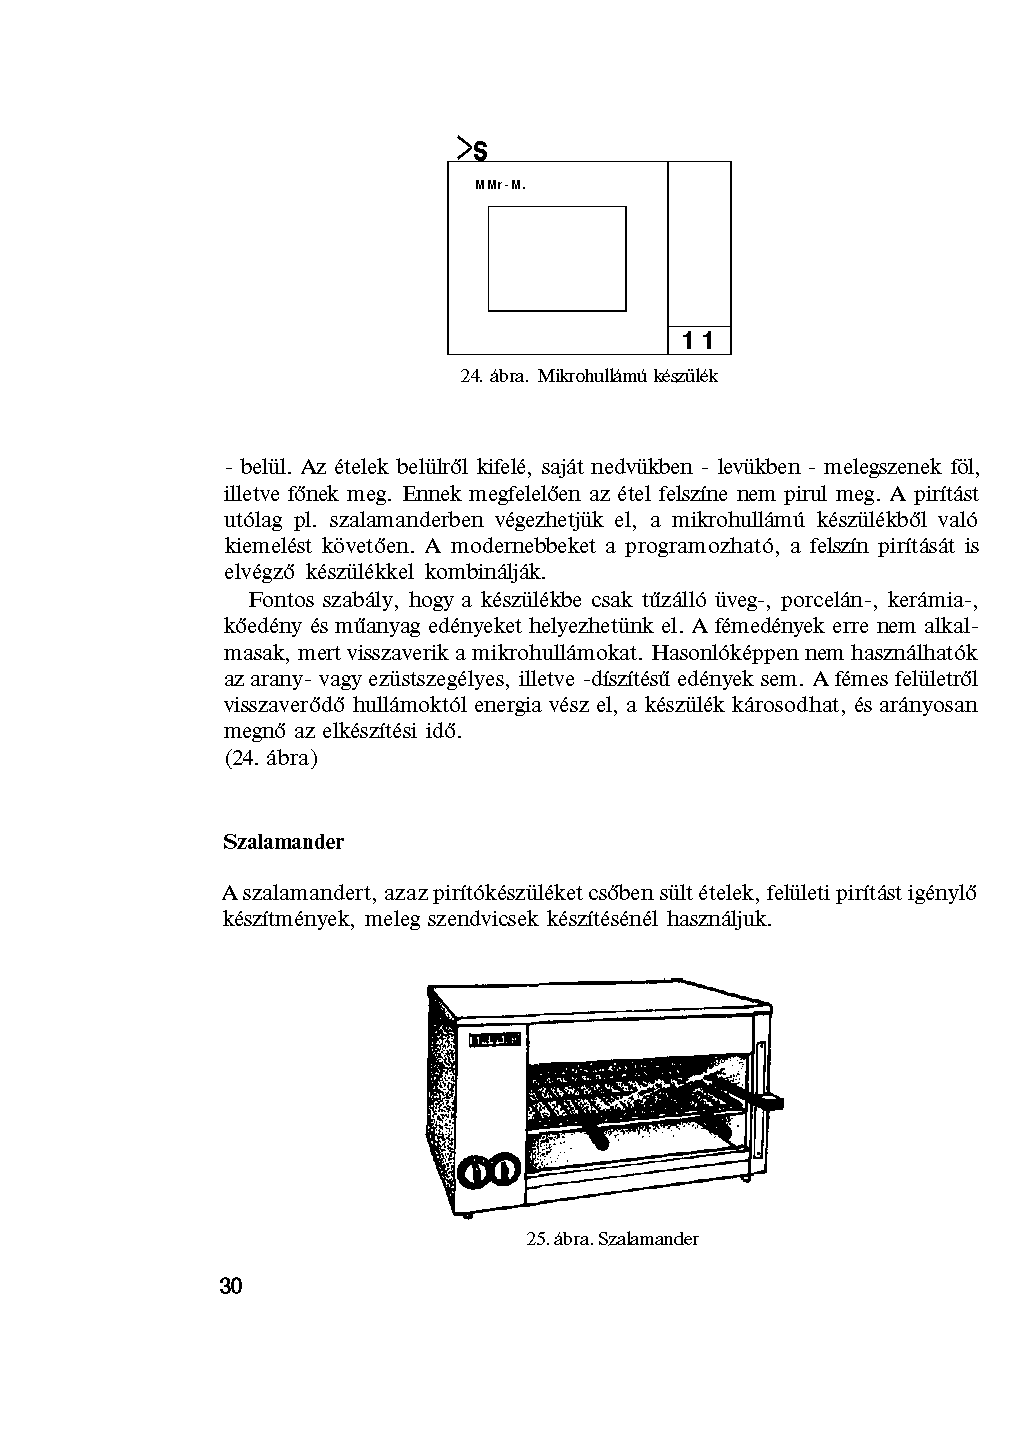 >S
MMr-M.
11
24. ábra. Mikrohullámú készülék
- belül. Az ételek belülről kifelé, saját nedvükben - levükben - melegszenek föl,
illetve főnek meg. Ennek megfelelően az étel felszíne nem pirul meg. A pirítást
utólag pl. szalamanderben végezhetjük el, a mikrohullámú készülékből való
kiemelést követően. A modernebbeket a programozható, a felszín pirítását is
elvégző készülékkel kombinálják.
Fontos szabály, hogy a készülékbe csak tűzálló üveg-, porcelán-, kerámia-,
kőedény és műanyag edényeket helyezhetünk el. A fémedények erre nem alkal-
masak, mert visszaverik a mikrohullámokat. Hasonlóképpen nem használhatók
az arany- vagy ezüstszegélyes, illetve -díszítésű edények sem. A fémes felületről
visszaverődő hullámoktól energia vész el, a készülék károsodhat, és arányosan
megnő az elkészítési idő.
(24. ábra)
Szalamander
A szalamandert, azaz pirítókészüléket csőben sült ételek, felületi pirítást igénylő
készítmények, meleg szendvicsek készítésénél használjuk.
25. ábra. Szalamander
30